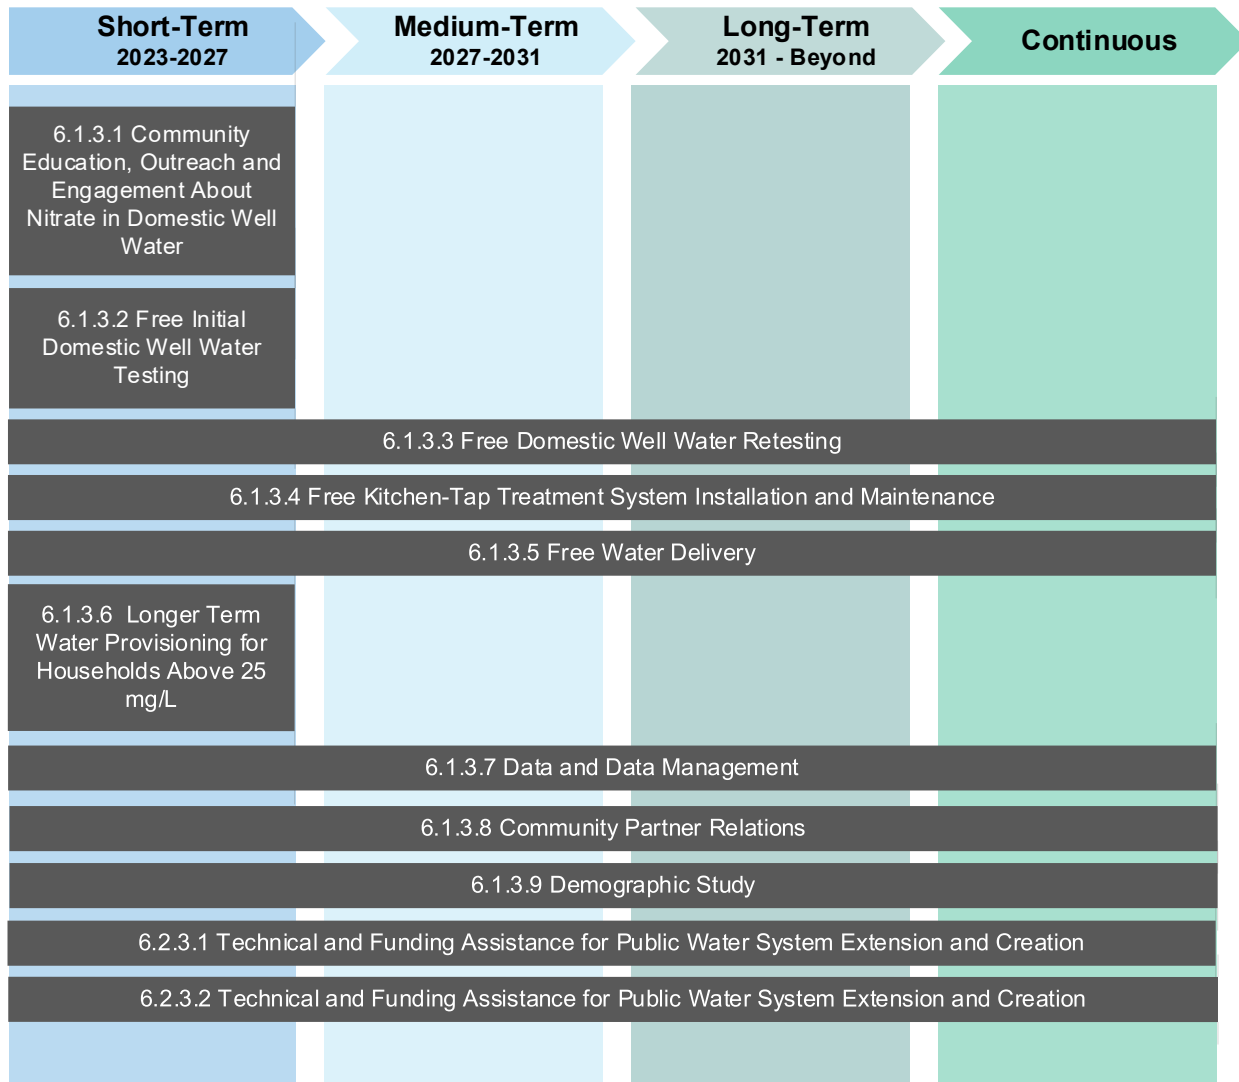 Short-Term
2023-2027
Medium-Term
2027-2031
Long-Term
2031 - Beyond
Continuous
6.1.3.1 Community
Education, Outreach and
Engagement About
Nitrate in Domestic Well
Water
6.1.3.2 Free Initial
Domestic Well Water
Testing
6.1.3.3 Free Domestic Well Water Retesting
6.1.3.4 Free Kitchen-Tap Treatment System Installation and Maintenance
6.1.3.5 Free Water Delivery
6.1.3.6 Longer Term
Water Provisioning for
Households Above 25
mg/L
6.1.3.7 Data and Data Management
6.1.3.8 Community Partner Relations
6.1.3.9 Demographic Study
6.2.3.1 Technical and Funding Assistance for Public Water System Extension and Creation
6.2.3.2 Technical and Funding Assistance for Public Water System Extension and Creation